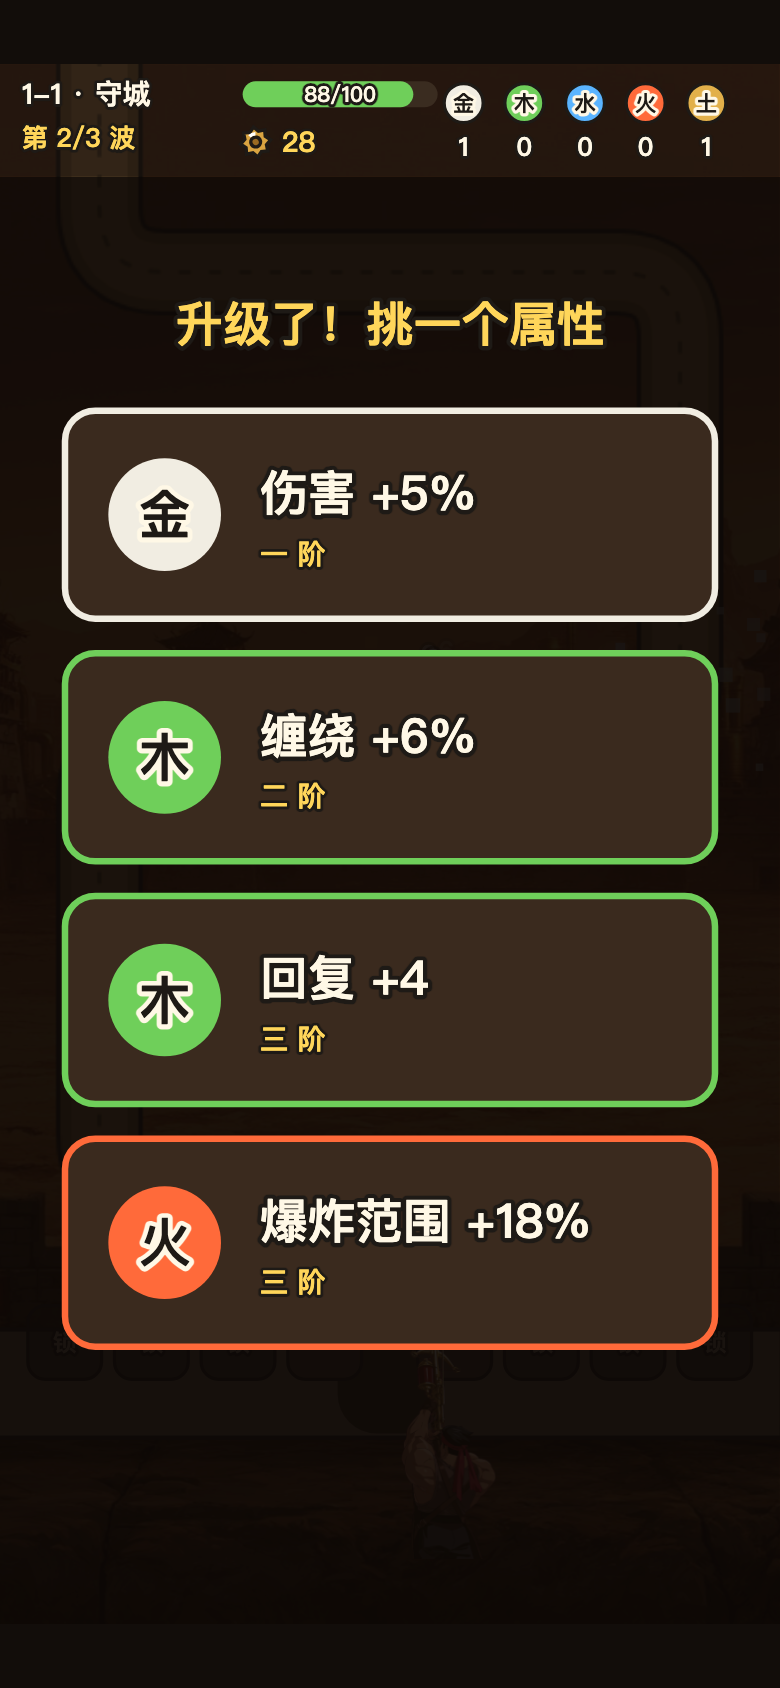 1–1 · 守城
88/100
第 2/3 波
28
金 木 水 火 土
1 0 0 0 1
升级了！挑一个属性
金
伤害 +5%
一 阶
木
缠绕 +6%
二 阶
木
回复 +4
三 阶
火
爆炸范围 +18%
三 阶
锁
锁